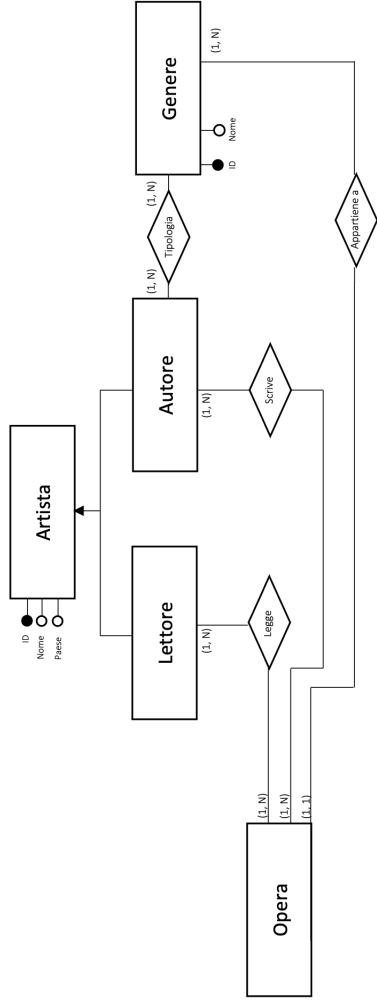 Artista
ID
Nome
Paese
Lettore
(1, N)
Autore
(1, N)
(1, N)
Tipologia
(1, N)
Genere
ID
Nome
(1, N)
Legge
Scrive
Appartiene a
Opera
(1, N)
(1, N)
(1, 1)